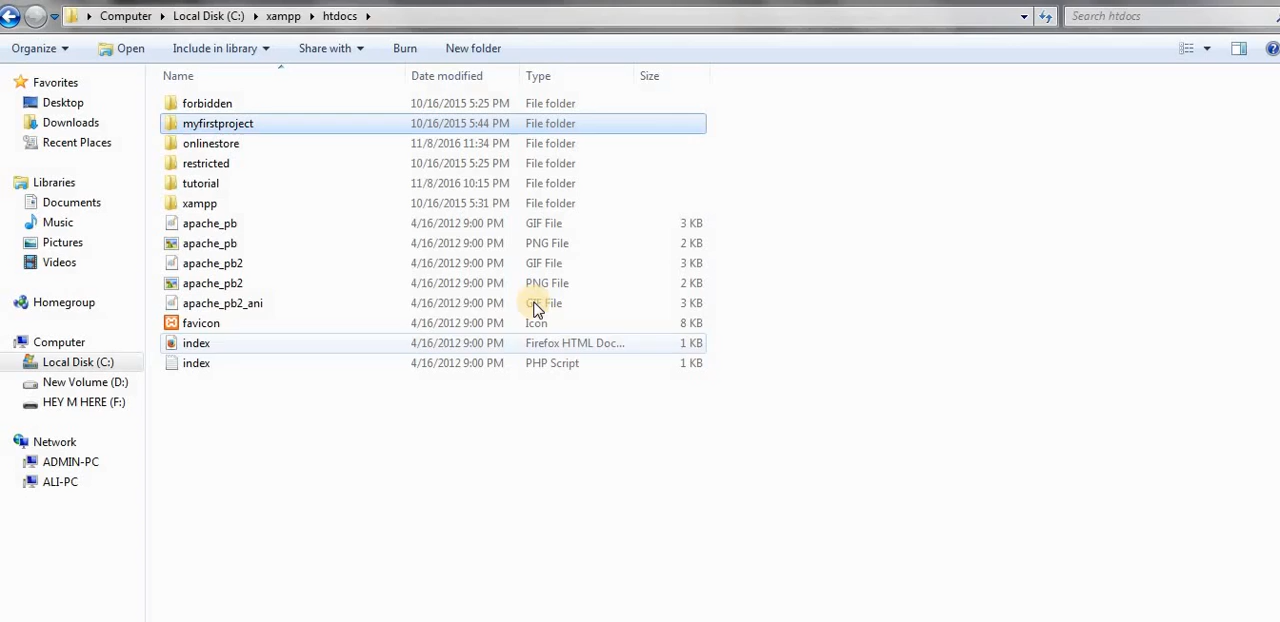 Computer Local Disk (C:) xampp htdocs Search htdocs
Organize Open Include in library Share with Burn New folder
Name Date modified Type Size
Favorites
Desktop
Downloads
Recent Places
Libraries
Documents
Music
Pictures
Videos
Homegroup
Computer
Local Disk (C:)
New Volume (D:)
HEY M HERE (F:)
Network
ADMIN-PC
ALI-PC
forbidden 10/16/2015 5:25 PM File folder
myfirstproject 10/16/2015 5:44 PM File folder
onlinestore 11/8/2016 11:34 PM File folder
restricted 10/16/2015 5:25 PM File folder
tutorial 11/8/2016 10:15 PM File folder
xampp 10/16/2015 5:31 PM File folder
apache_pb 4/16/2012 9:00 PM GIF File 3 KB
apache_pb 4/16/2012 9:00 PM PNG File 2 KB
apache_pb2 4/16/2012 9:00 PM GIF File 3 KB
apache_pb2 4/16/2012 9:00 PM PNG File 2 KB
apache_pb2_ani 4/16/2012 9:00 PM GIF File 3 KB
favicon 4/16/2012 9:00 PM Icon 8 KB
index 4/16/2012 9:00 PM Firefox HTML Doc... 1 KB
index 4/16/2012 9:00 PM PHP Script 1 KB